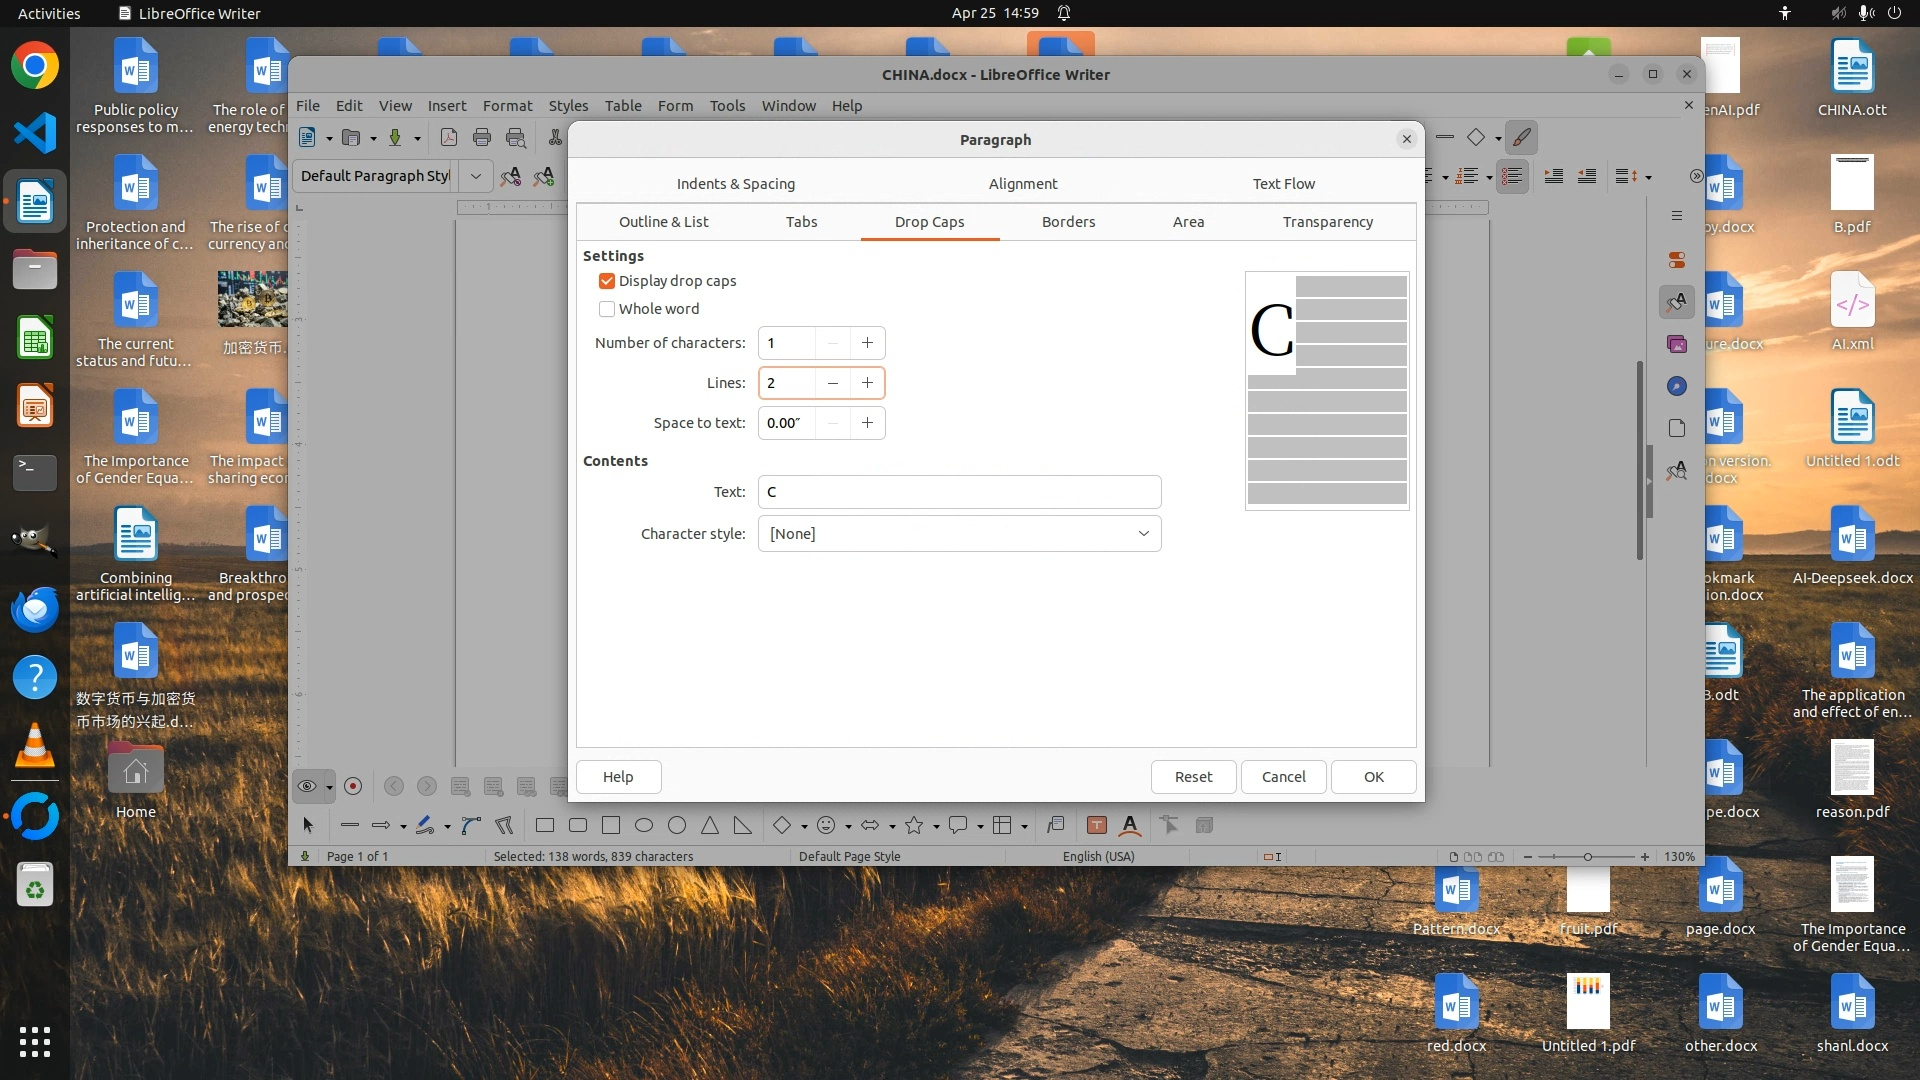 Activities
LibreOffice Writer
Apr 25 14:59
CHINA.docx - LibreOffice Writer
File Edit View Insert Format Styles Table Form Tools Window Help
Default Paragraph Styl
Paragraph
Indents & Spacing Alignment Text Flow
Outline & List Tabs Drop Caps Borders Area Transparency
Settings
Display drop caps
Whole word
Number of characters: 1
Lines: 2
Space to text: 0.00″
Contents
Text: C
Character style: [None]
C
Help Reset Cancel OK
Page 1 of 1
Selected: 138 words, 839 characters
Default Page Style
English (USA)
130%
Public policy
responses to m...
The role of
energy techn
Protection and
inheritance of c...
The rise of d
currency and
The current
status and futu...
加密货币.
The Importance
of Gender Equa...
The impact
sharing econ
Combining
artificial intellig...
Breakthro
and prospec
数字货币与加密货
币市场的兴起.d...
Home
enAI.pdf
CHINA.ott
py.docx
B.pdf
ure.docx
AI.xml
n version.
docx
Untitled 1.odt
okmark
ion.docx
AI-Deepseek.docx
B.odt
The application
and effect of en...
pe.docx
reason.pdf
Pattern.docx
fruit.pdf
page.docx
The Importance
of Gender Equa...
red.docx
Untitled 1.pdf
other.docx
shanl.docx